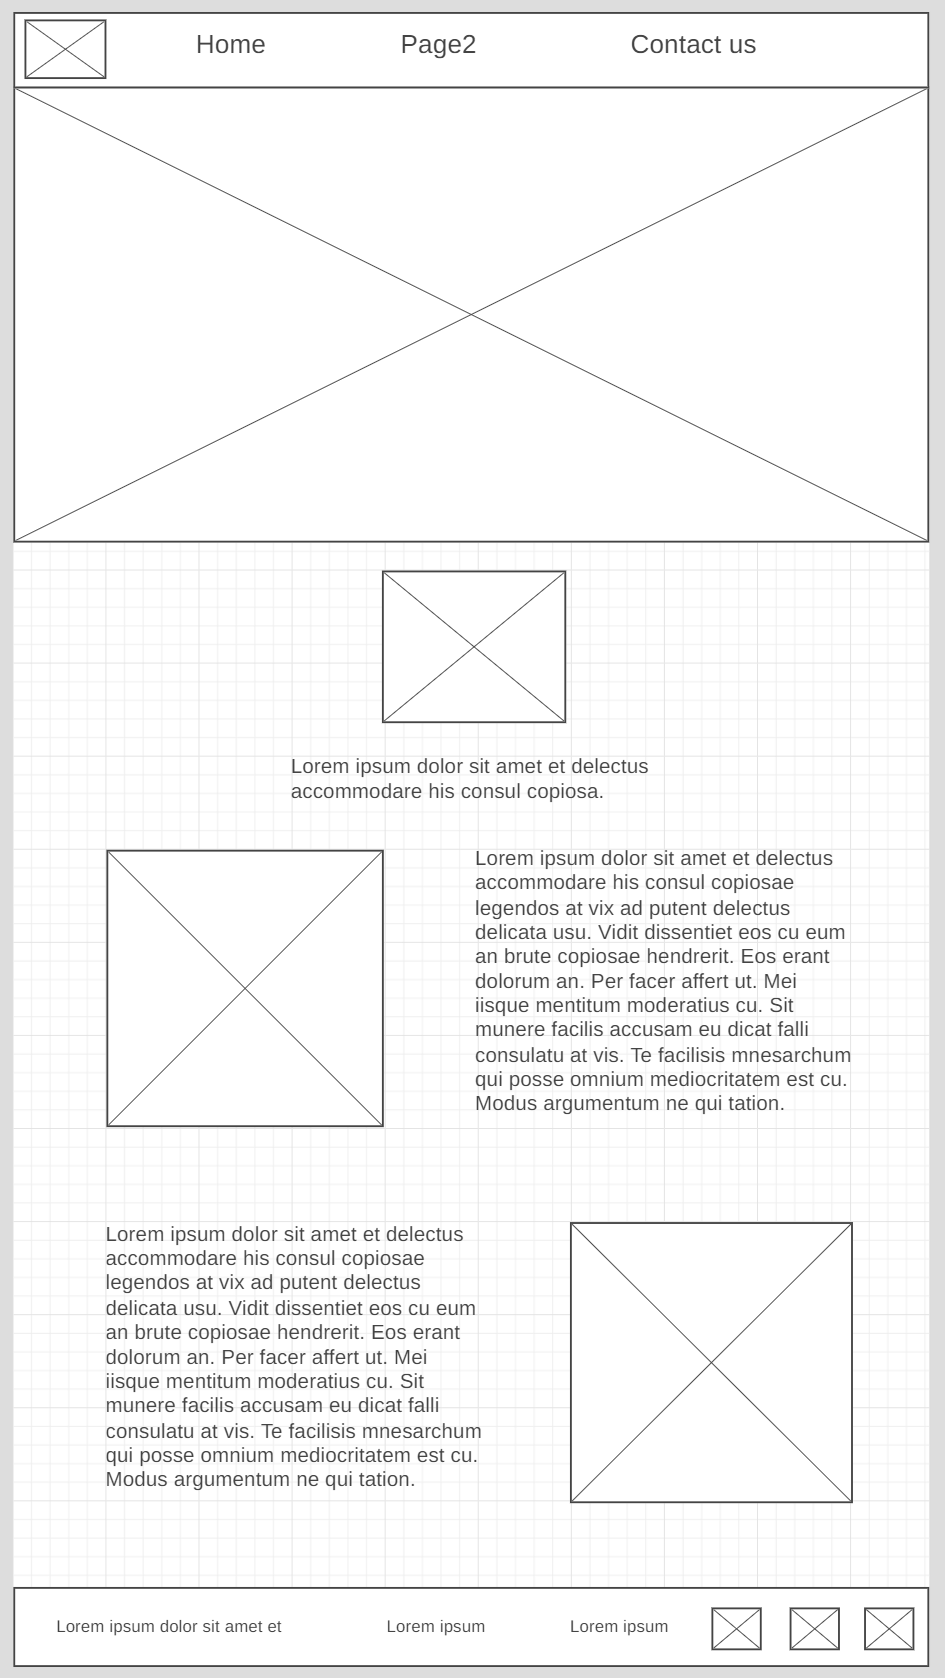 Home Page2 Contact us
Lorem ipsum dolor sit amet et delectus
accommodare his consul copiosa.
Lorem ipsum dolor sit amet et delectus
accommodare his consul copiosae
legendos at vix ad putent delectus
delicata usu. Vidit dissentiet eos cu eum
an brute copiosae hendrerit. Eos erant
dolorum an. Per facer affert ut. Mei
iisque mentitum moderatius cu. Sit
munere facilis accusam eu dicat falli
consulatu at vis. Te facilisis mnesarchum
qui posse omnium mediocritatem est cu.
Modus argumentum ne qui tation.
Lorem ipsum dolor sit amet et delectus
accommodare his consul copiosae
legendos at vix ad putent delectus
delicata usu. Vidit dissentiet eos cu eum
an brute copiosae hendrerit. Eos erant
dolorum an. Per facer affert ut. Mei
iisque mentitum moderatius cu. Sit
munere facilis accusam eu dicat falli
consulatu at vis. Te facilisis mnesarchum
qui posse omnium mediocritatem est cu.
Modus argumentum ne qui tation.
Lorem ipsum dolor sit amet et Lorem ipsum Lorem ipsum